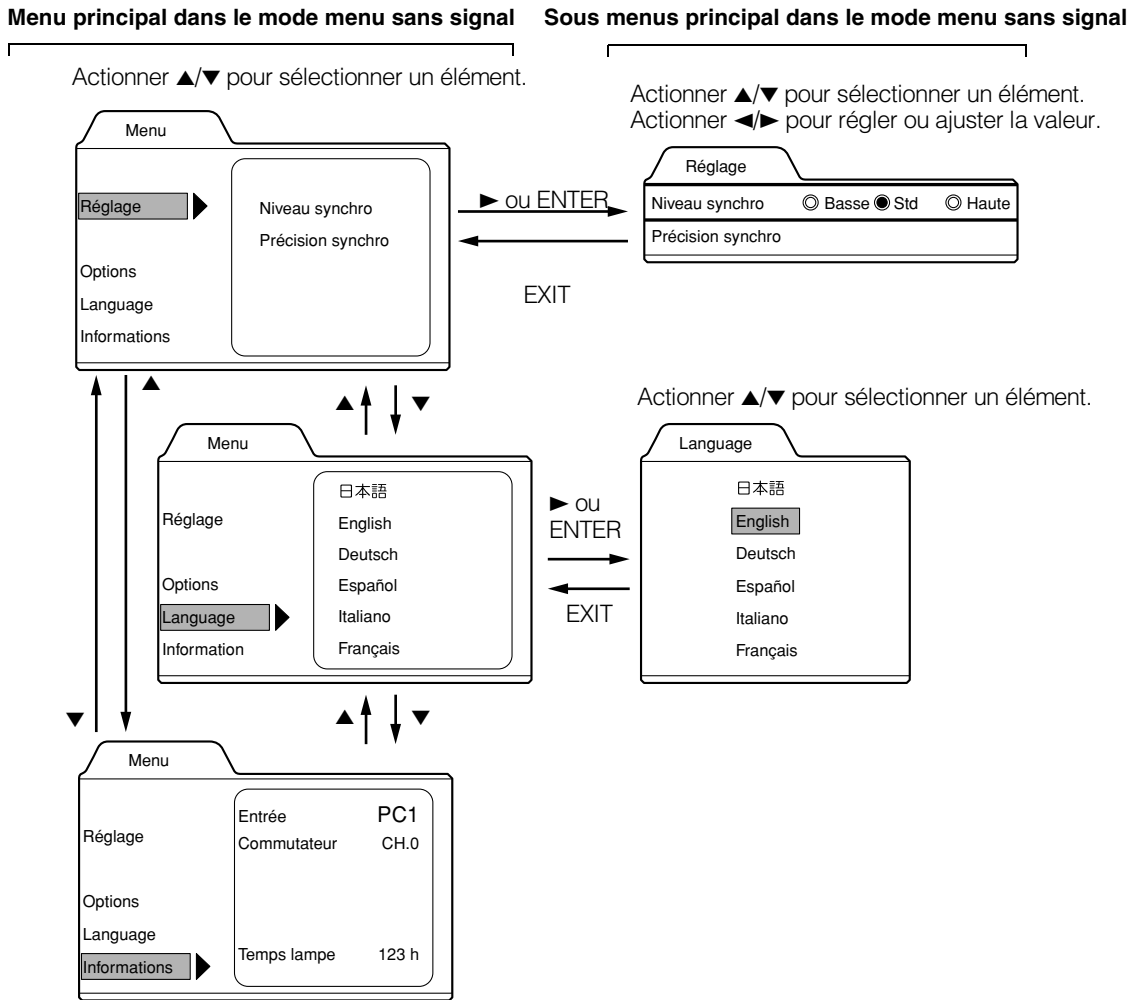 Menu principal dans le mode menu sans signal
Sous menus principal dans le mode menu sans signal
Actionner ▲/▼ pour sélectionner un élément.
Actionner ▲/▼ pour sélectionner un élément.
Actionner ◄/► pour régler ou ajuster la valeur.
Menu
Réglage
Options
Language
Informations
Niveau synchro
Précision synchro
► ou ENTER
EXIT
Réglage
Niveau synchro ◎ Basse ◉ Std ◎ Haute
Précision synchro
▲
▲ ▼
Actionner ▲/▼ pour sélectionner un élément.
Menu
Réglage
Options
Language
Information
日本語
English
Deutsch
Español
Italiano
Français
► ou
ENTER
EXIT
Language
日本語
English
Deutsch
Español
Italiano
Français
▼
▲ ▼
Menu
Réglage
Options
Language
Informations
Entrée PC1
Commutateur CH.0
Temps lampe 123 h